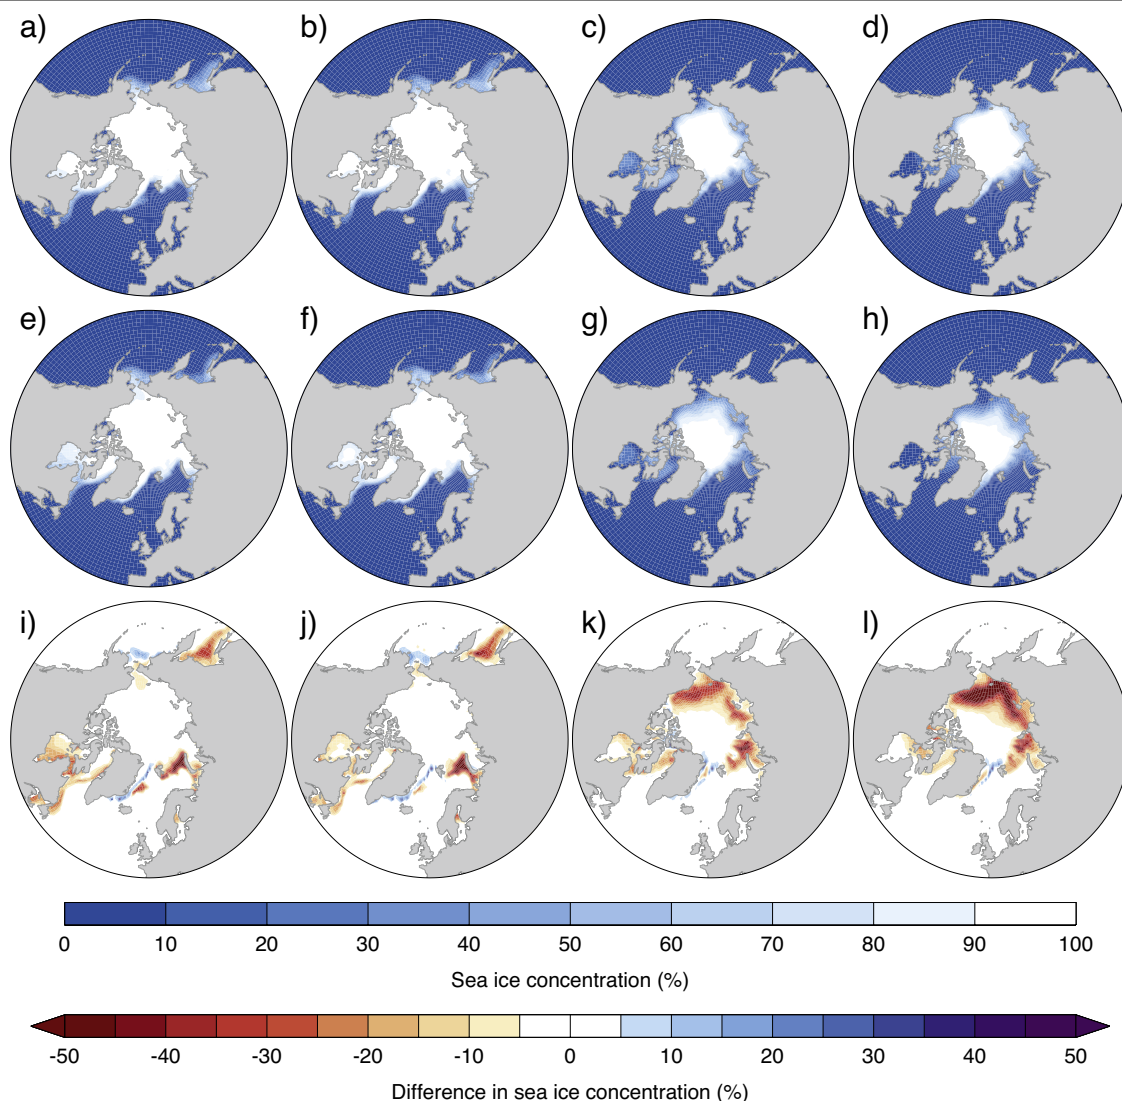 a) b) c) d)
e) f) g) h)
i) j) k) l)
0 10 20 30 40 50 60 70 80 90 100
Sea ice concentration (%)
-50 -40 -30 -20 -10 0 10 20 30 40 50
Difference in sea ice concentration (%)